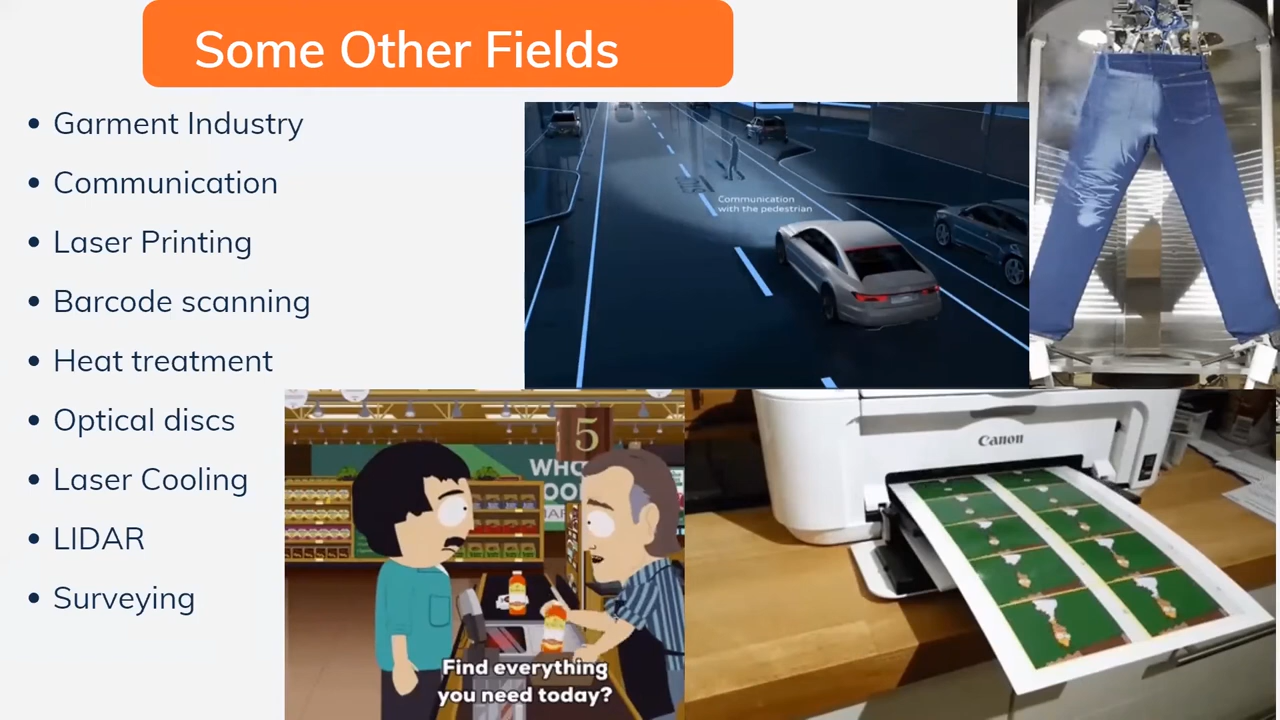 Some Other Fields
Garment Industry
Communication
Laser Printing
Barcode scanning
Heat treatment
Optical discs
Laser Cooling
LIDAR
Surveying
Communication
with the pedestrian
5
WHO
Find everything
you need today?
Canon